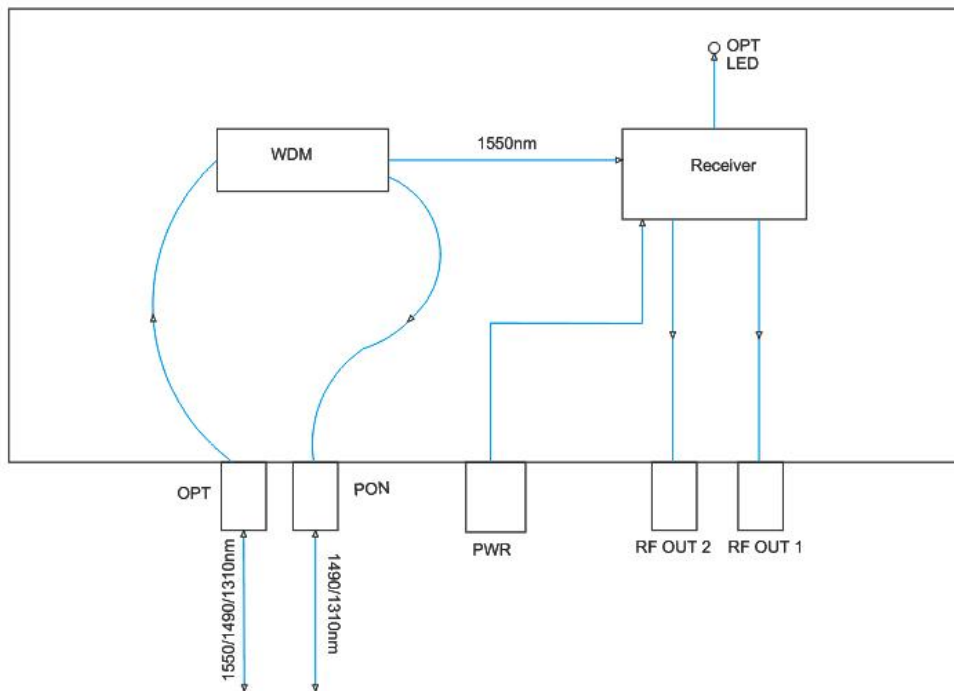 OPT
LED
1550nm
WDM
Receiver
OPT
PON
PWR
RF OUT 2
RF OUT 1
1550/1490/1310nm
1490/1310nm